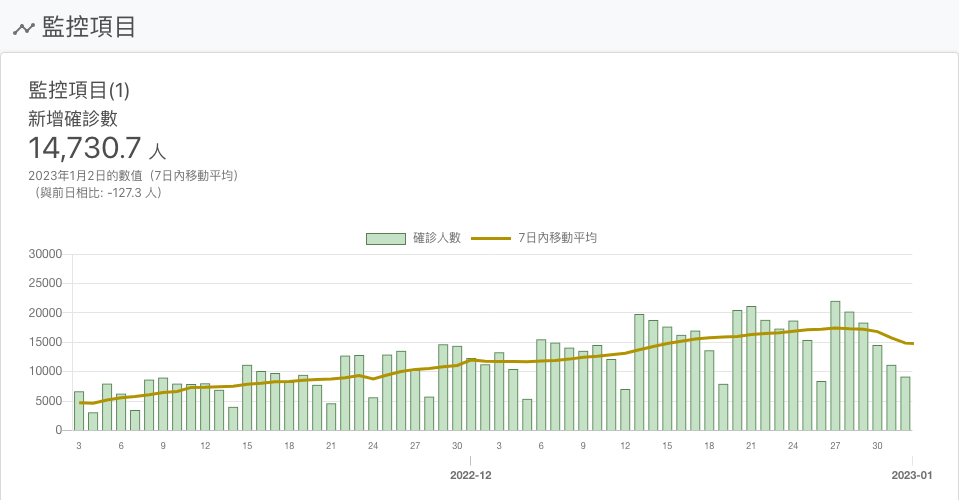 監控項目
監控項目(1)
新增確診數
14,730.7 人
2023年1月2日的數值（7日內移動平均）
（與前日相比: -127.3 人）
確診人數 7日內移動平均
30000
25000
20000
15000
10000
5000
0
3 6 9 12 15 18 21 24 27 30 3 6 9 12 15 18 21 24 27 30
2022-12 2023-01